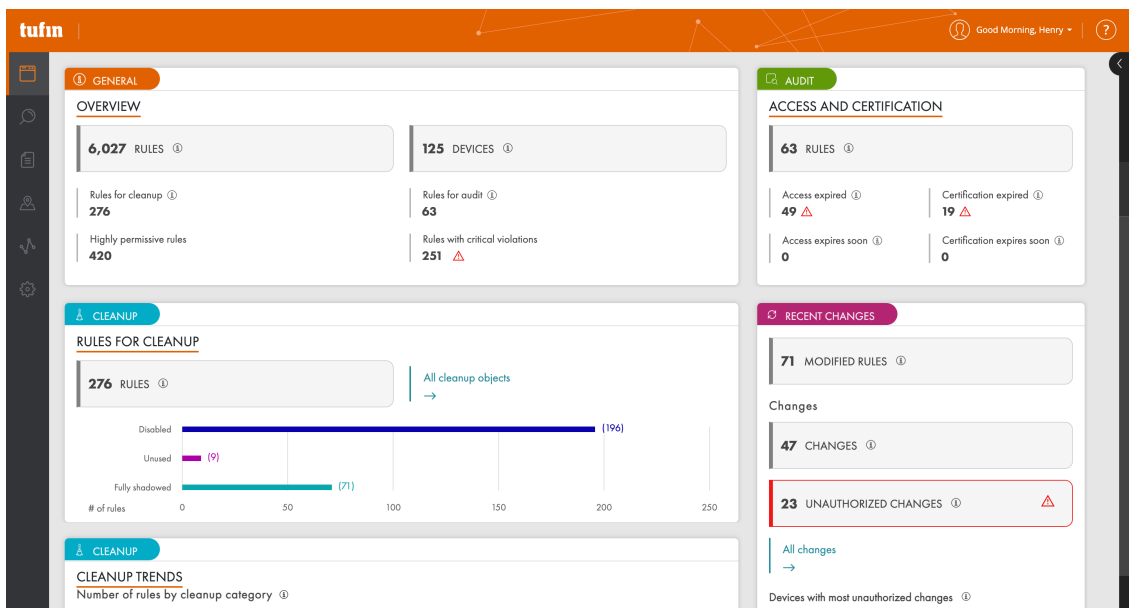 tufin
Good Morning, Henry
?
GENERAL
OVERVIEW
6,027 RULES
125 DEVICES
Rules for cleanup
276
Rules for audit
63
Highly permissive rules
420
Rules with critical violations
251
AUDIT
ACCESS AND CERTIFICATION
63 RULES
Access expired
49
Certification expired
19
Access expires soon
0
Certification expires soon
0
CLEANUP
RULES FOR CLEANUP
276 RULES
All cleanup objects
→
Disabled (196)
Unused (9)
Fully shadowed (71)
# of rules 0 50 100 150 200 250
RECENT CHANGES
71 MODIFIED RULES
Changes
47 CHANGES
23 UNAUTHORIZED CHANGES
All changes
→
Devices with most unauthorized changes
CLEANUP
CLEANUP TRENDS
Number of rules by cleanup category